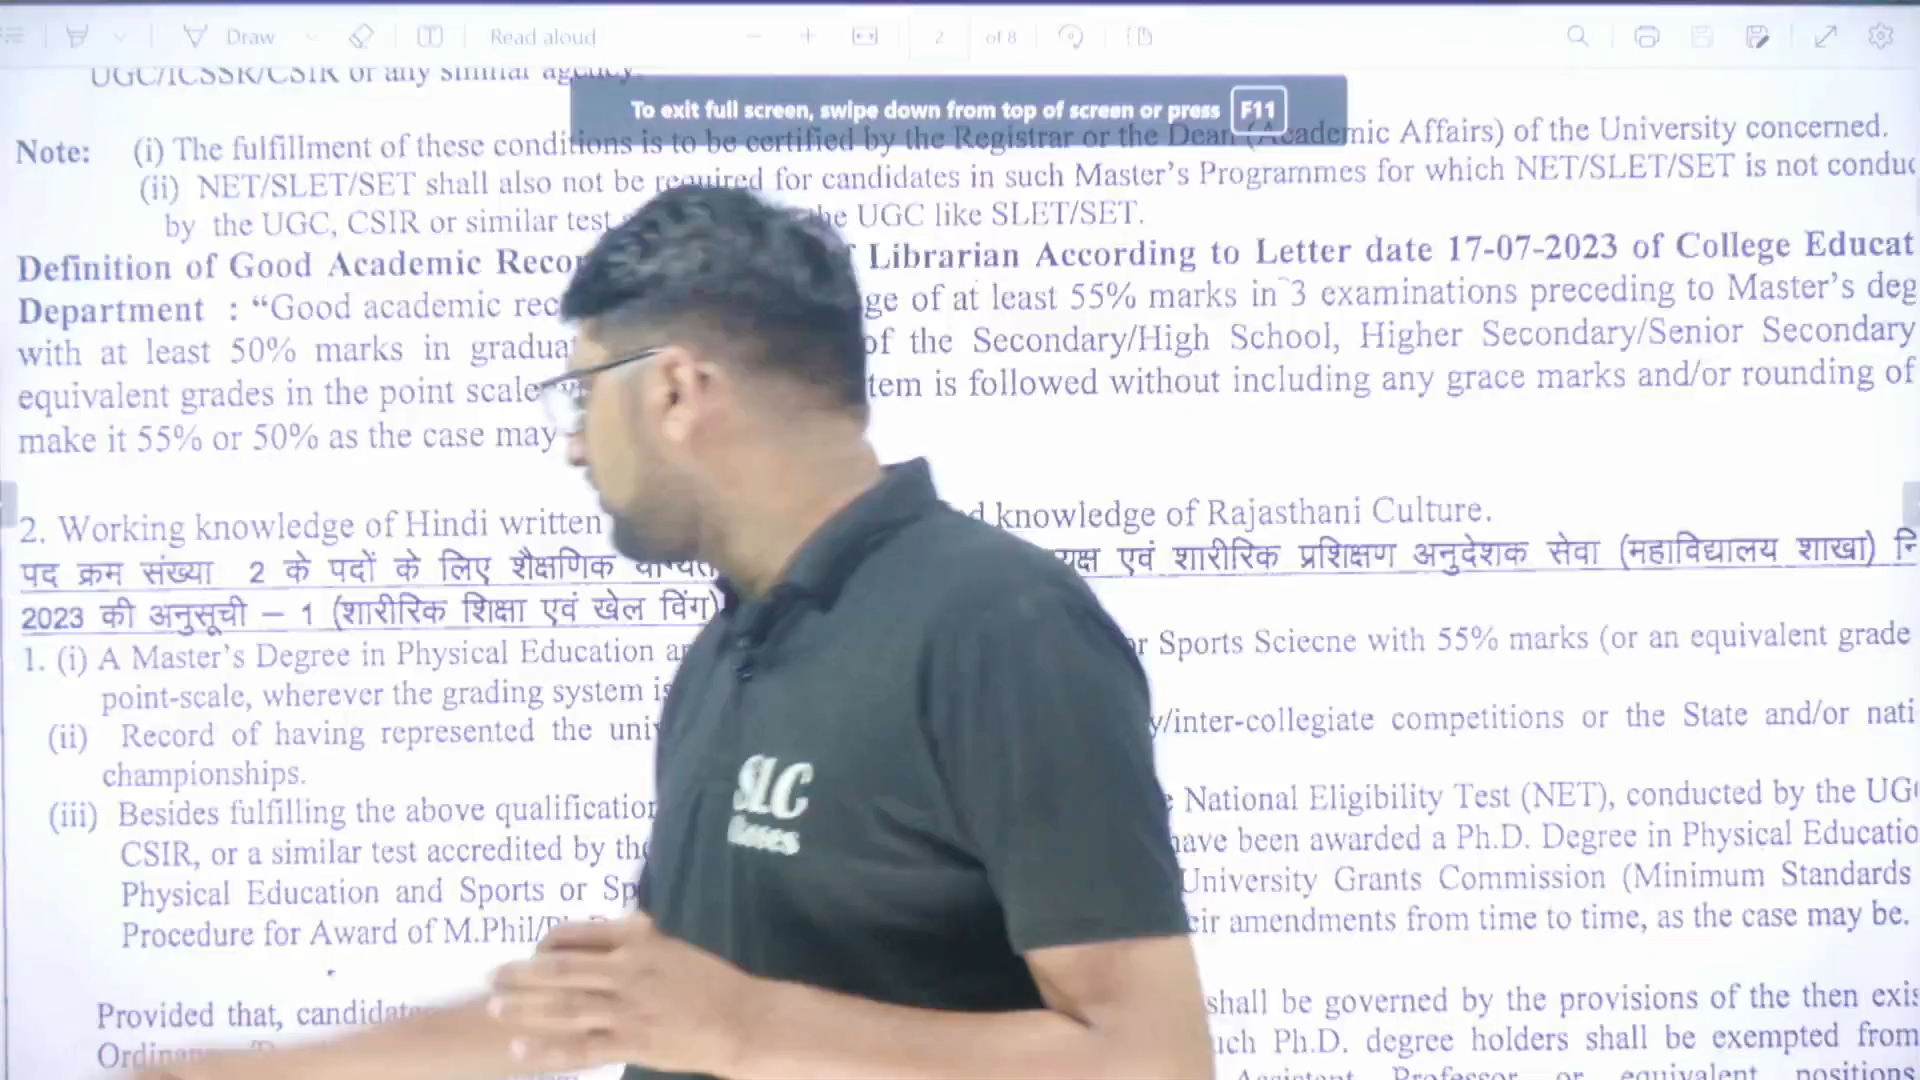 Draw
Read aloud
2 of 8
UGC/ICSSR/CSIR or any similar agency.
To exit full screen, swipe down from top of screen or press F11
Note: (i) The fulfillment of these conditions is to be certified by the Registrar or the Dean (Academic Affairs) of the University concerned.
(ii) NET/SLET/SET shall also not be required for candidates in such Master's Programmes for which NET/SLET/SET is not conduc
by the UGC, CSIR or similar test the UGC like SLET/SET.
Definition of Good Academic Recor f Librarian According to Letter date 17-07-2023 of College Educat
Department : “Good academic rec ge of at least 55% marks in 3 examinations preceding to Master's deg
with at least 50% marks in gradua of the Secondary/High School, Higher Secondary/Senior Secondary
equivalent grades in the point scale tem is followed without including any grace marks and/or rounding of
make it 55% or 50% as the case may
2. Working knowledge of Hindi written d knowledge of Rajasthani Culture.
पद क्रम संख्या 2 के पदों के लिए शैक्षणिक एवं शारीरिक प्रशिक्षण अनुदेशक सेवा (महाविद्यालय शाखा) नि
2023 की अनुसूची – 1 (शारीरिक शिक्षा एवं खेल विंग)
1. (i) A Master's Degree in Physical Education an r Sports Sciecne with 55% marks (or an equivalent grade
point-scale, wherever the grading system is
(ii) Record of having represented the univ y/inter-collegiate competitions or the State and/or nati
championships.
(iii) Besides fulfilling the above qualification National Eligibility Test (NET), conducted by the UG
CSIR, or a similar test accredited by the have been awarded a Ph.D. Degree in Physical Educatio
Physical Education and Sports or Sp University Grants Commission (Minimum Standards
Procedure for Award of M.Phil/Ph.D eir amendments from time to time, as the case may be.
Provided that, candidate shall be governed by the provisions of the then exis
Ordinan uch Ph.D. degree holders shall be exempted from
Assistant Professor or equivalent positions
SLC
Classes